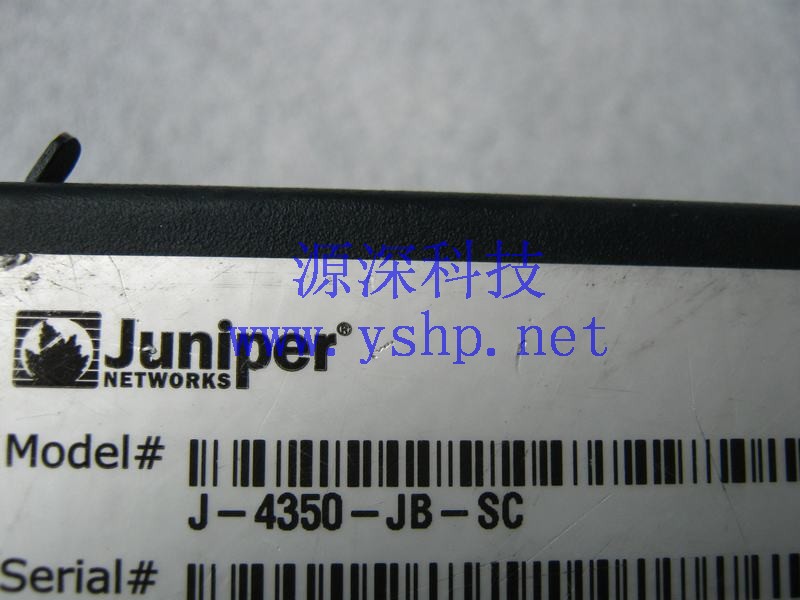 源深科技
www.yshp.net
Juniper®
NETWORKS
Model#
J-4350-JB-SC
Serial#